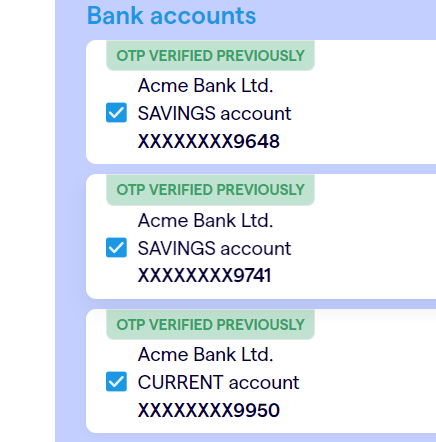 Bank accounts
OTP VERIFIED PREVIOUSLY
Acme Bank Ltd.
SAVINGS account
XXXXXXXX9648
OTP VERIFIED PREVIOUSLY
Acme Bank Ltd.
SAVINGS account
XXXXXXXX9741
OTP VERIFIED PREVIOUSLY
Acme Bank Ltd.
CURRENT account
XXXXXXXX9950